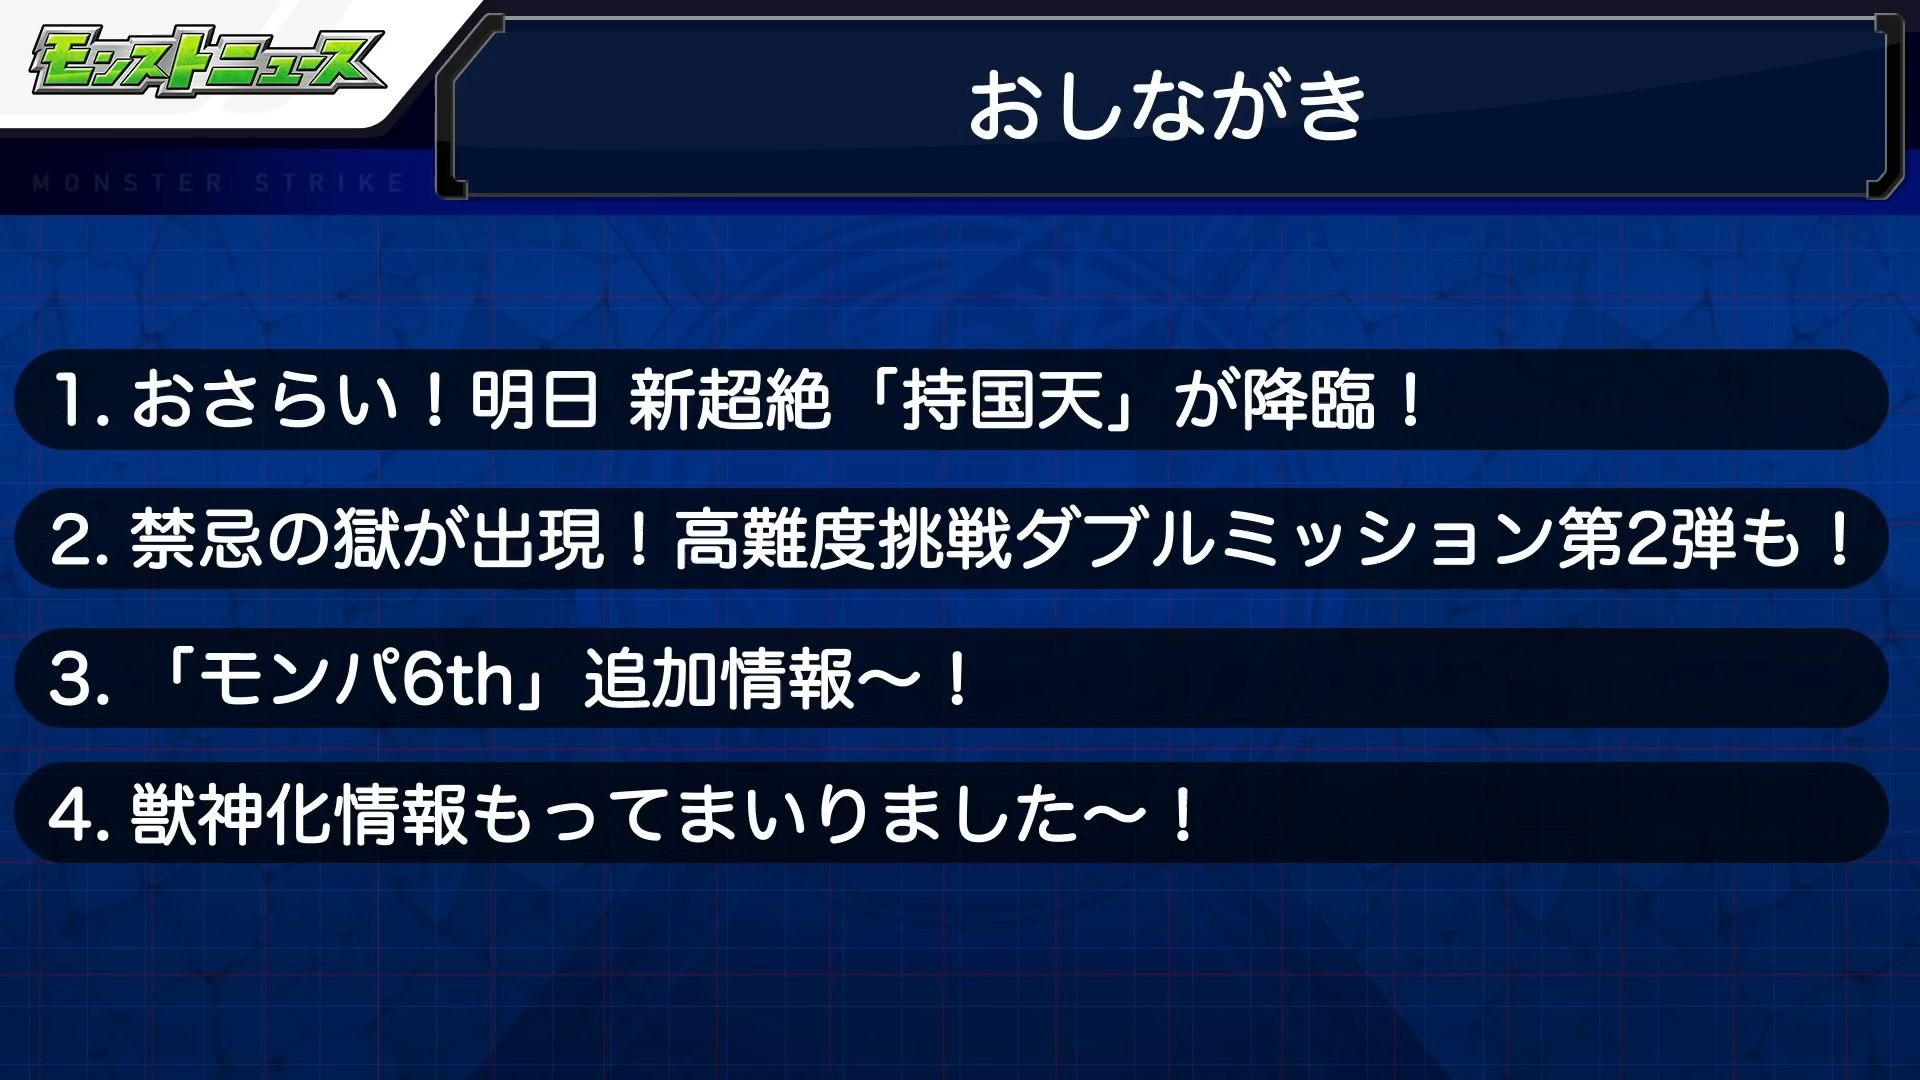 モンストニュース
おしながき
MONSTER STRIKE
1. おさらい！明日 新超絶「持国天」が降臨！
2. 禁忌の獄が出現！高難度挑戦ダブルミッション第2弾も！
3. 「モンパ6th」追加情報〜！
4. 獣神化情報もってまいりました〜！